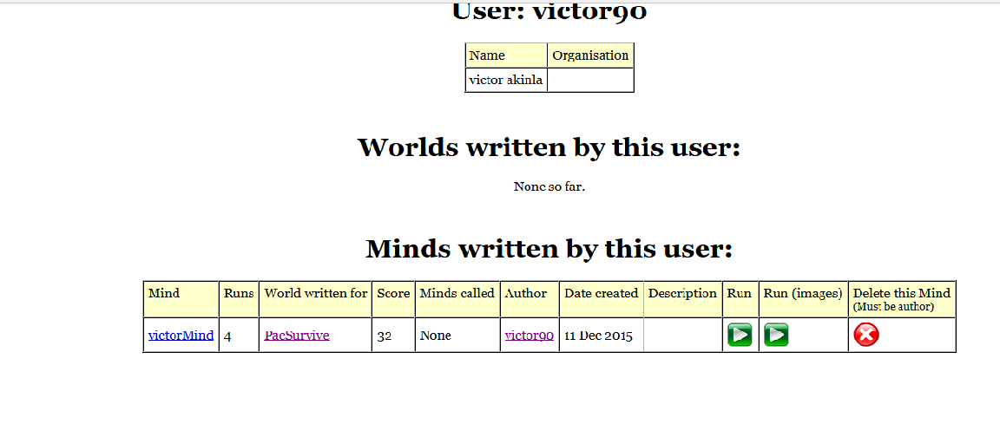 User: victor90
Name Organisation
victor akinla
Worlds written by this user:
None so far.
Minds written by this user:
Mind Runs World written for Score Minds called Author Date created Description Run Run (images) Delete this Mind
(Must be author)
victorMind 4 PacSurvive 32 None victor90 11 Dec 2015